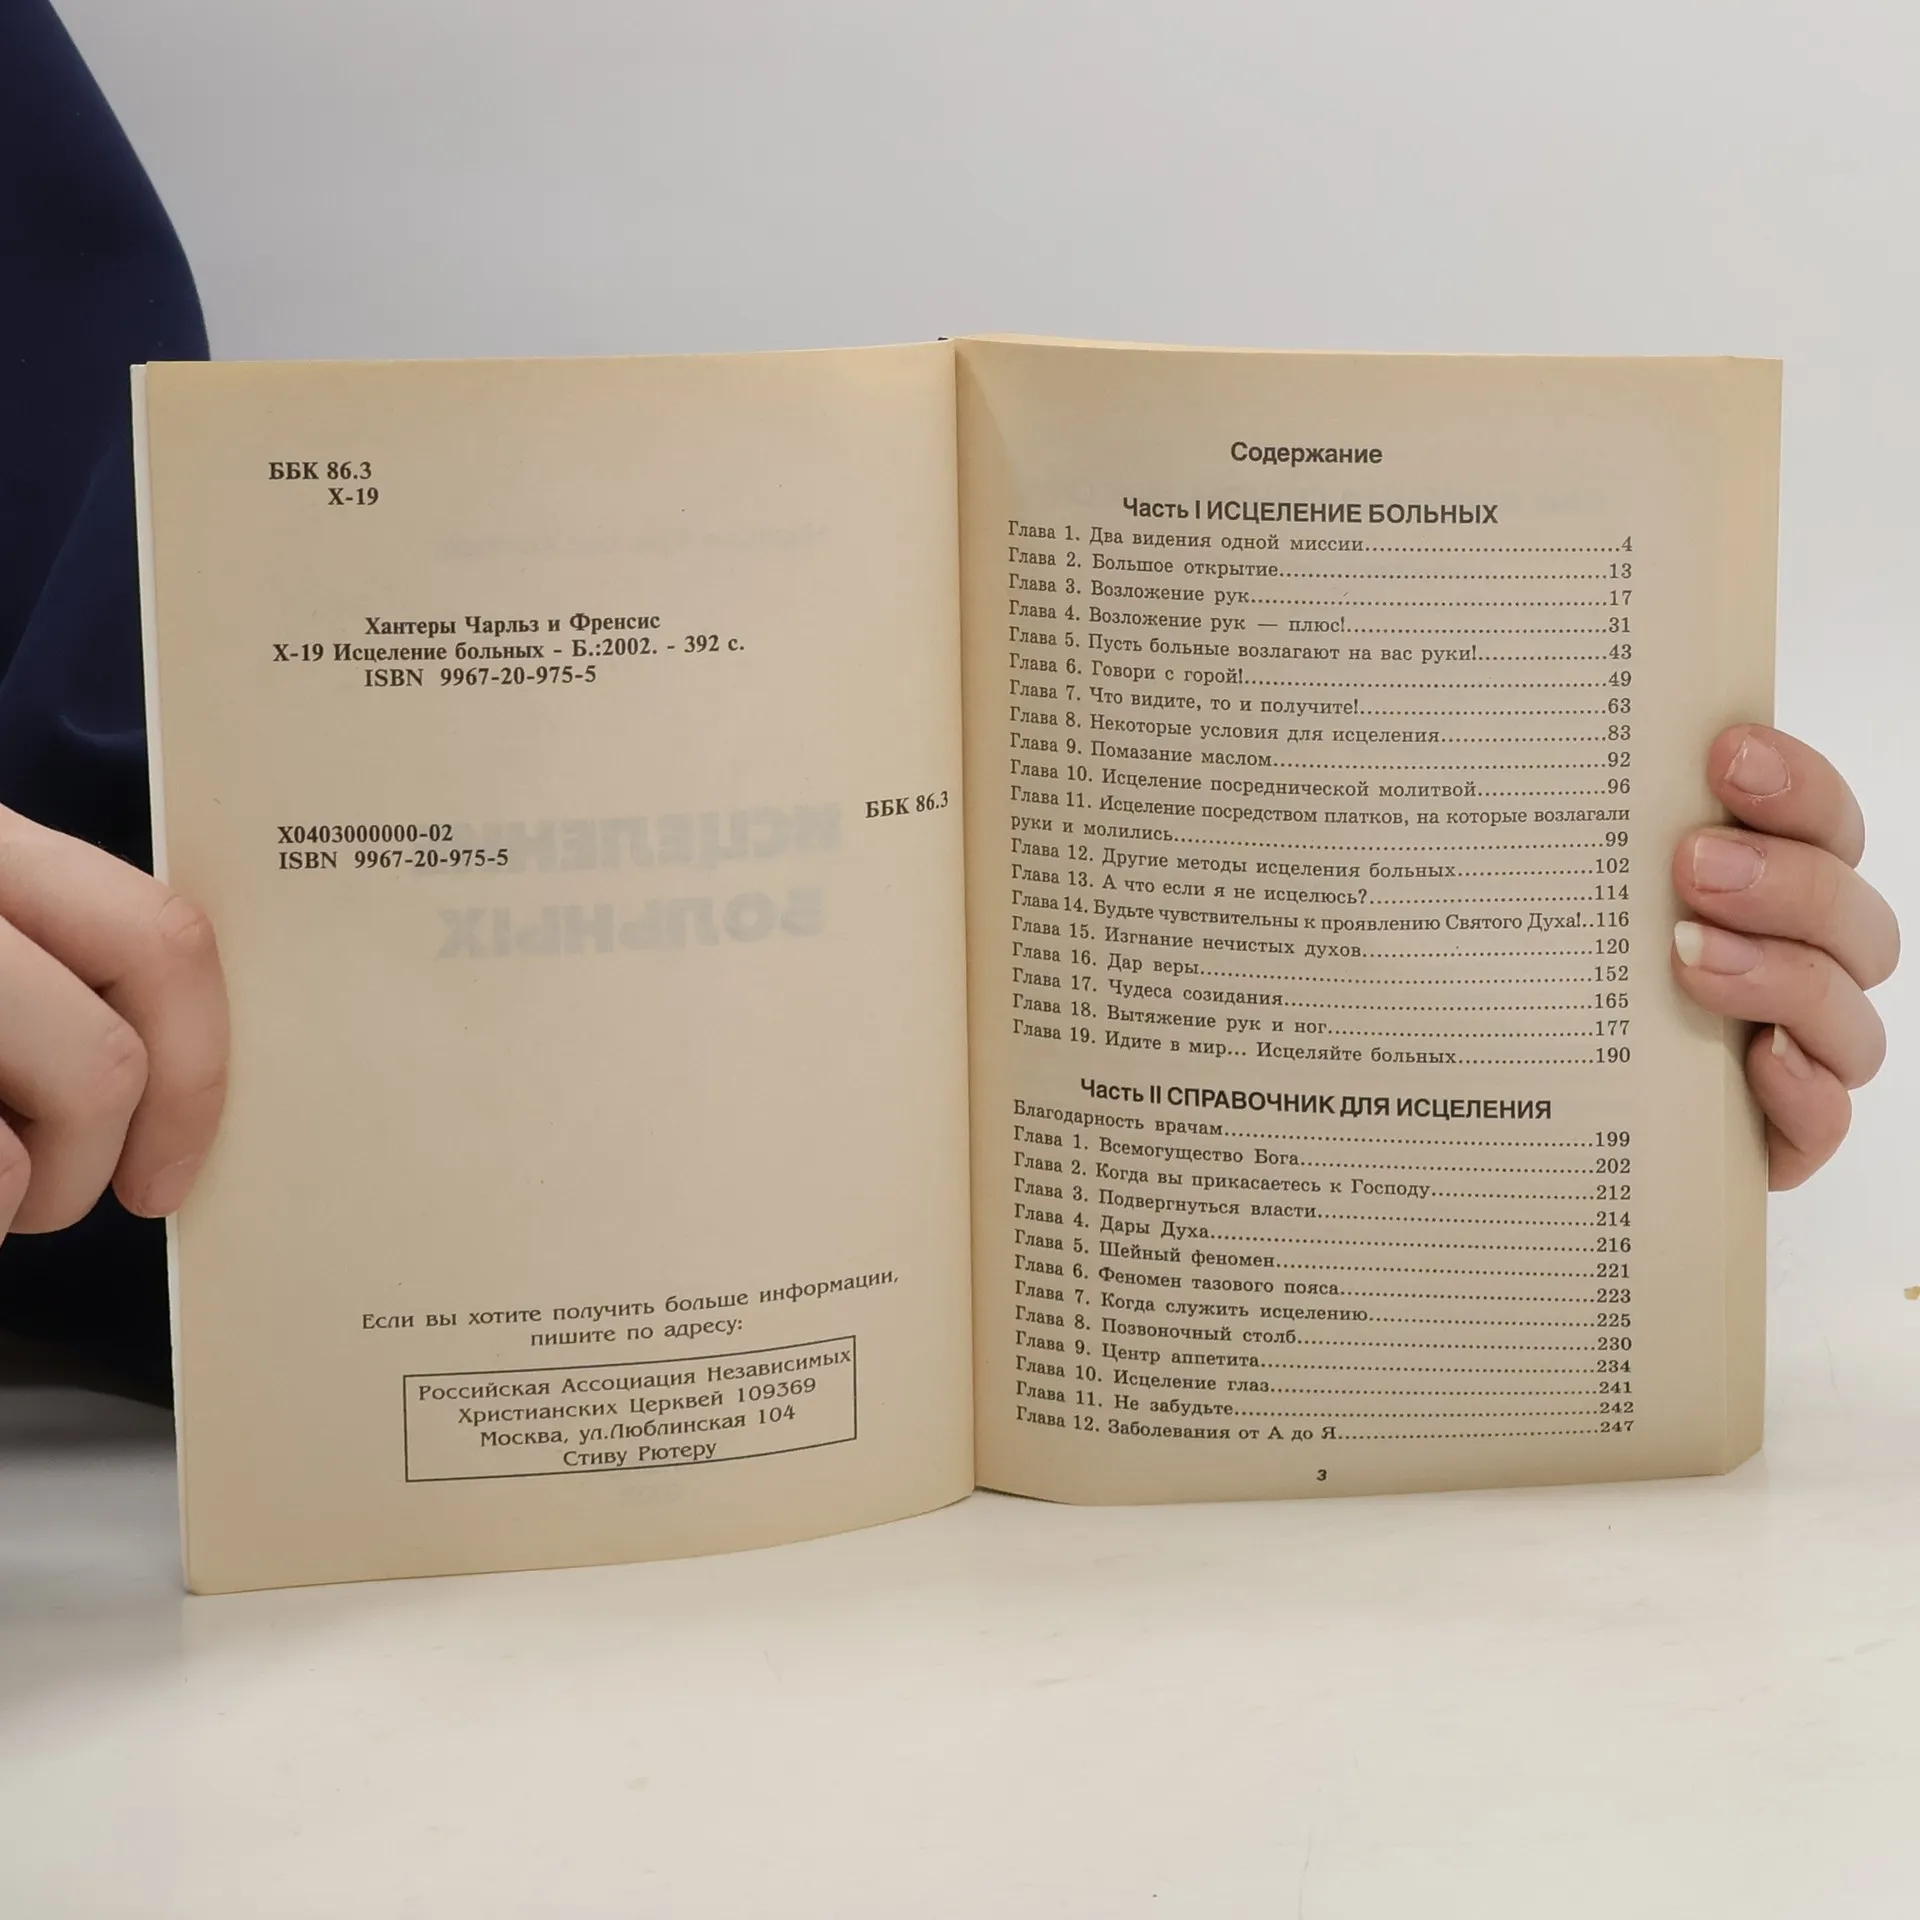 ББК 86.3
Х-19
Хантеры Чарльз и Френсис
Х-19 Исцеление больных - Б.:2002. - 392 с.
ISBN 9967-20-975-5
ББК 86.3
Х0403000000-02
ISBN 9967-20-975-5
Если вы хотите получить больше информации,
пишите по адресу:
Российская Ассоциация Независимых
Христианских Церквей 109369
Москва, ул.Люблинская 104
Стиву Рютеру
Содержание
Часть I ИСЦЕЛЕНИЕ БОЛЬНЫХ
Глава 1. Два видения одной миссии....................................4
Глава 2. Большое открытие..............................................13
Глава 3. Возложение рук..................................................17
Глава 4. Возложение рук — плюс!.....................................31
Глава 5. Пусть больные возлагают на вас руки!..................43
Глава 6. Говори с горой!...................................................49
Глава 7. Что видите, то и получите!...................................63
Глава 8. Некоторые условия для исцеления........................83
Глава 9. Помазание маслом...............................................92
Глава 10. Исцеление посреднической молитвой...................96
Глава 11. Исцеление посредством платков, на которые возлагали
руки и молились.............................................................99
Глава 12. Другие методы исцеления больных....................102
Глава 13. А что если я не исцелюсь?................................114
Глава 14. Будьте чувствительны к проявлению Святого Духа!..116
Глава 15. Изгнание нечистых духов.................................120
Глава 16. Дар веры........................................................152
Глава 17. Чудеса созидания............................................165
Глава 18. Вытяжение рук и ног......................................177
Глава 19. Идите в мир... Исцеляйте больных....................190
Часть II СПРАВОЧНИК ДЛЯ ИСЦЕЛЕНИЯ
Благодарность врачам....................................................199
Глава 1. Всемогущество Бога..........................................202
Глава 2. Когда вы прикасаетесь к Господу.......................212
Глава 3. Подвергнуться власти.......................................214
Глава 4. Дары Духа......................................................216
Глава 5. Шейный феномен.............................................221
Глава 6. Феномен тазового пояса....................................223
Глава 7. Когда служить исцелению................................225
Глава 8. Позвоночный столб..........................................230
Глава 9. Центр аппетита...............................................234
Глава 10. Исцеление глаз..............................................241
Глава 11. Не забудьте...................................................242
Глава 12. Заболевания от А до Я....................................247
3